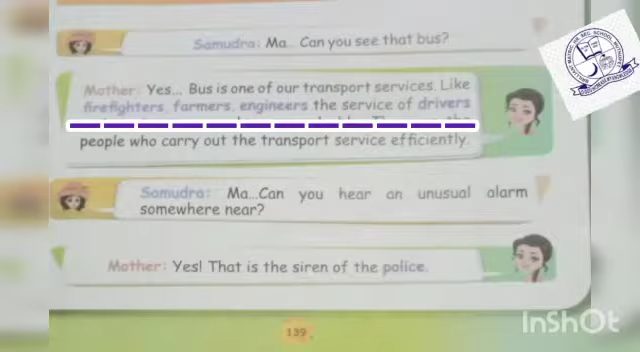 Samudra: Ma... Can you see that bus?
Mother: Yes... Bus is one of our transport services. Like
firefighters, farmers, engineers the service of drivers
the
people who carry out the transport service efficiently.
Samudra: Ma...Can you hear an unusual alarm
somewhere near?
Mother: Yes! That is the siren of the police.
139
InShOt